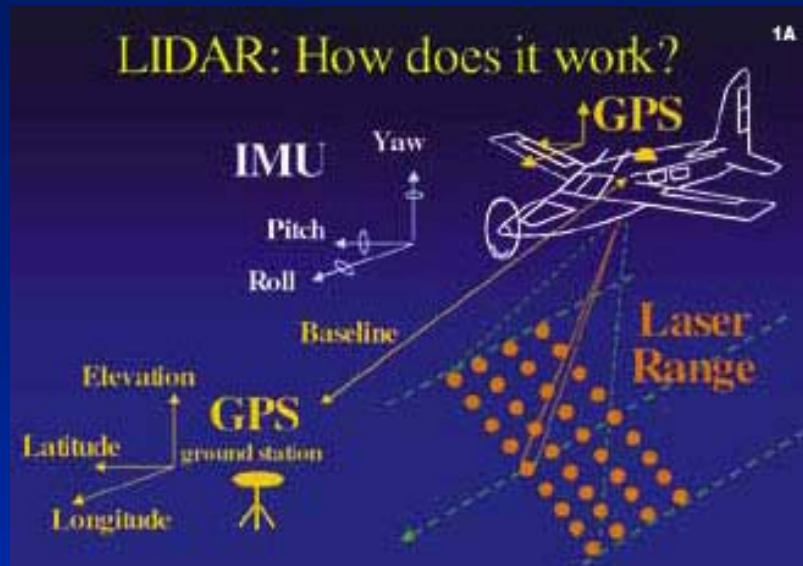 1A
LIDAR: How does it work?
GPS
IMU
Yaw
Pitch
Roll
Baseline
Laser
Range
Elevation
GPS
ground station
Latitude
Longitude